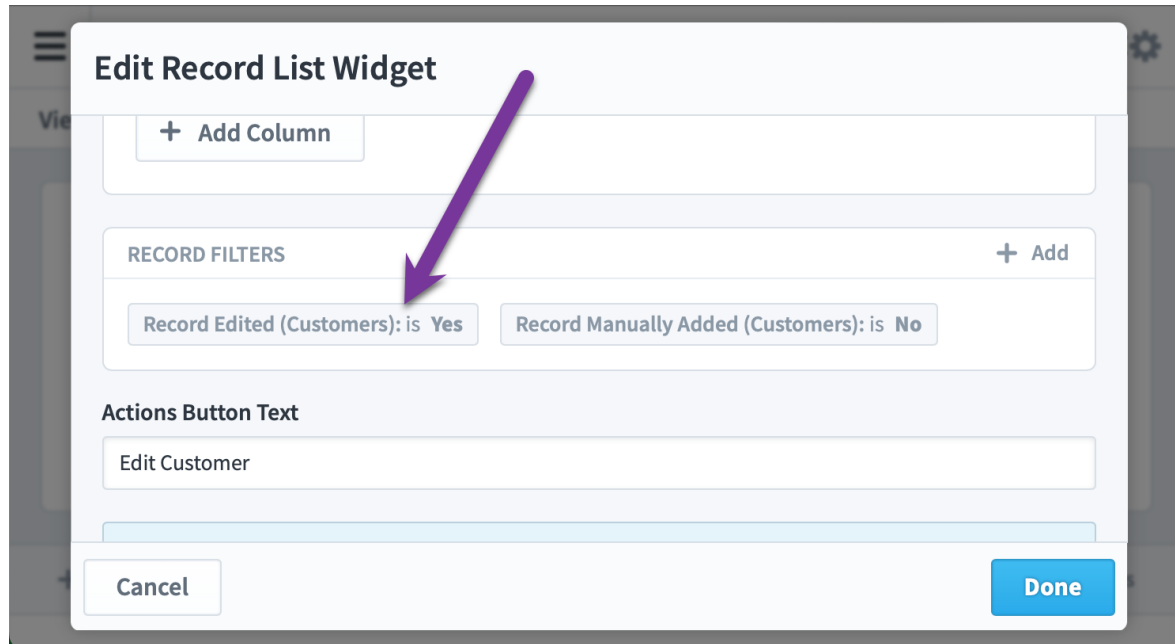 Edit Record List Widget
Vie
+ Add Column
RECORD FILTERS
+ Add
Record Edited (Customers): is Yes
Record Manually Added (Customers): is No
Actions Button Text
Edit Customer
Cancel
Done